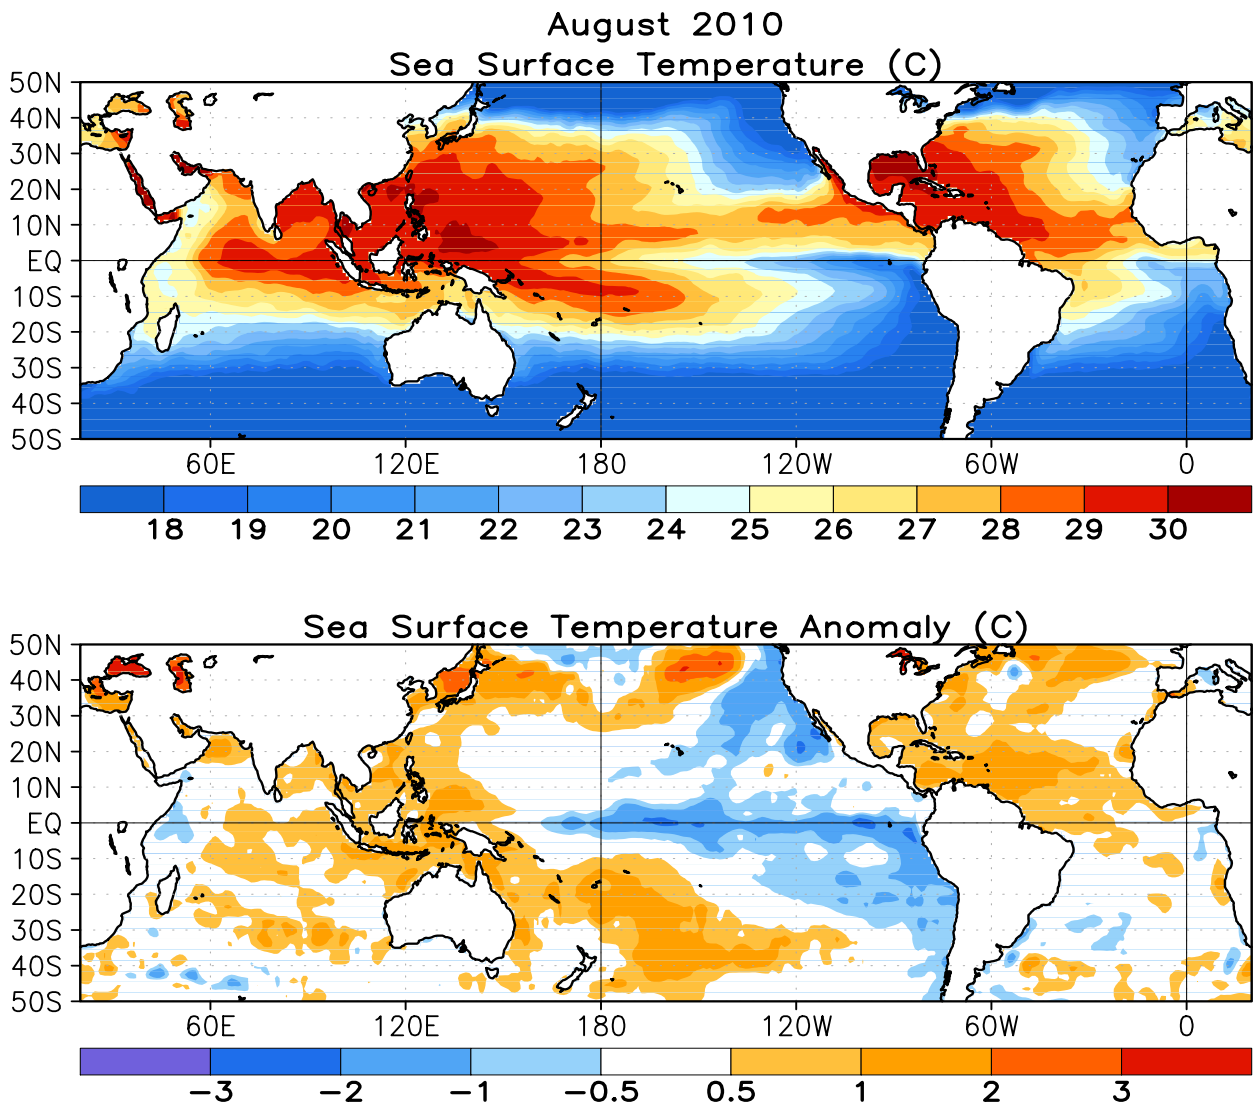 August 2010
Sea Surface Temperature (C)
50N
40N
30N
20N
10N
EQ
10S
20S
30S
40S
50S
60E 120E 180 120W 60W 0
18 19 20 21 22 23 24 25 26 27 28 29 30
Sea Surface Temperature Anomaly (C)
50N
40N
30N
20N
10N
EQ
10S
20S
30S
40S
50S
60E 120E 180 120W 60W 0
-3 -2 -1 -0.5 0.5 1 2 3